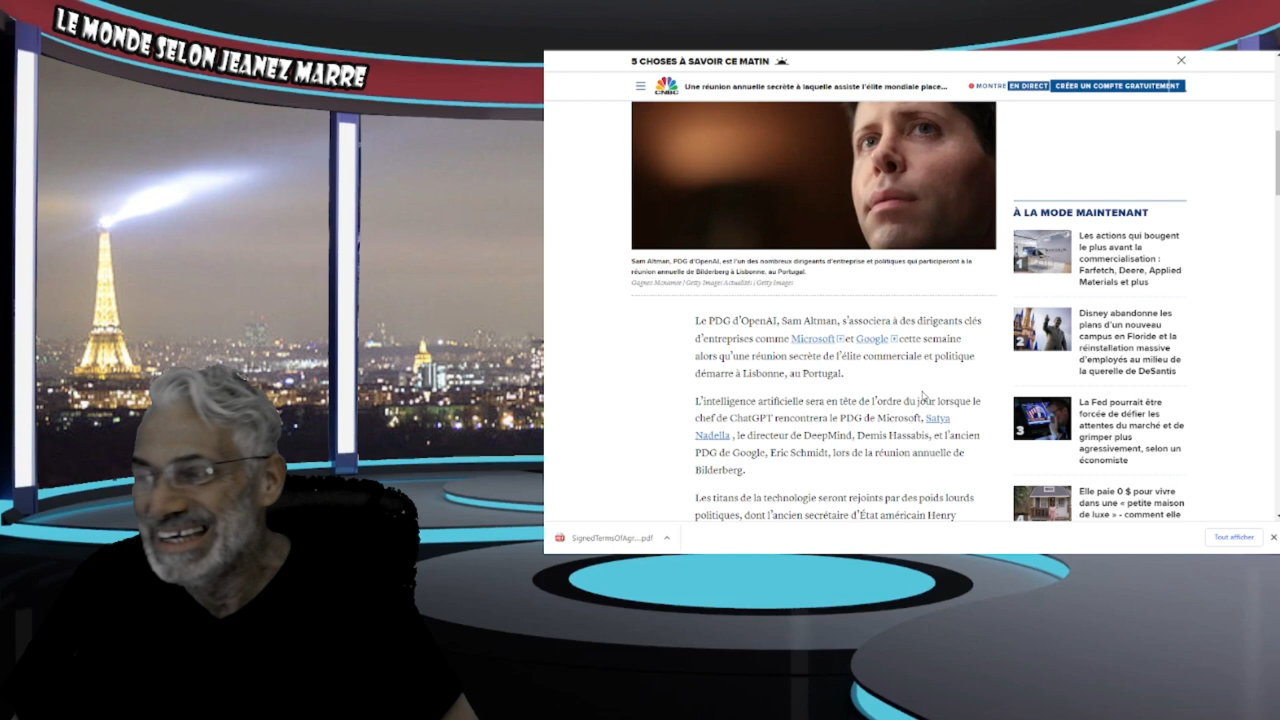 LE MONDE SELON JEANEZ MARRE
5 CHOSES À SAVOIR CE MATIN
CNBC
Une réunion annuelle secrète à laquelle assiste l'élite mondiale place...
MONTRE EN DIRECT
CRÉER UN COMPTE GRATUITEMENT
Sam Altman, PDG d'OpenAI, est l'un des nombreux dirigeants d'entreprise et politiques qui participeront à la
réunion annuelle de Bilderberg à Lisbonne, au Portugal.
Getty Images Actualités | Getty Images
Le PDG d'OpenAI, Sam Altman, s'associera à des dirigeants clés
d'entreprises comme Microsoft et Google cette semaine
alors qu'une réunion secrète de l'élite commerciale et politique
démarre à Lisbonne, au Portugal.
L'intelligence artificielle sera en tête de l'ordre du jour lorsque le
chef de ChatGPT rencontrera le PDG de Microsoft, Satya
Nadella , le directeur de DeepMind, Demis Hassabis, et l'ancien
PDG de Google, Eric Schmidt, lors de la réunion annuelle de
Bilderberg.
Les titans de la technologie seront rejoints par des poids lourds
politiques, dont l'ancien secrétaire d'État américain Henry
À LA MODE MAINTENANT
1
Les actions qui bougent
le plus avant la
commercialisation :
Farfetch, Deere, Applied
Materials et plus
2
Disney abandonne les
plans d'un nouveau
campus en Floride et la
réinstallation massive
d'employés au milieu de
la querelle de DeSantis
3
La Fed pourrait être
forcée de défier les
attentes du marché et de
grimper plus
agressivement, selon un
économiste
Elle paie 0 $ pour vivre
dans une « petite maison
de luxe » - comment elle
SignedTermsOfAgr....pdf
Tout afficher